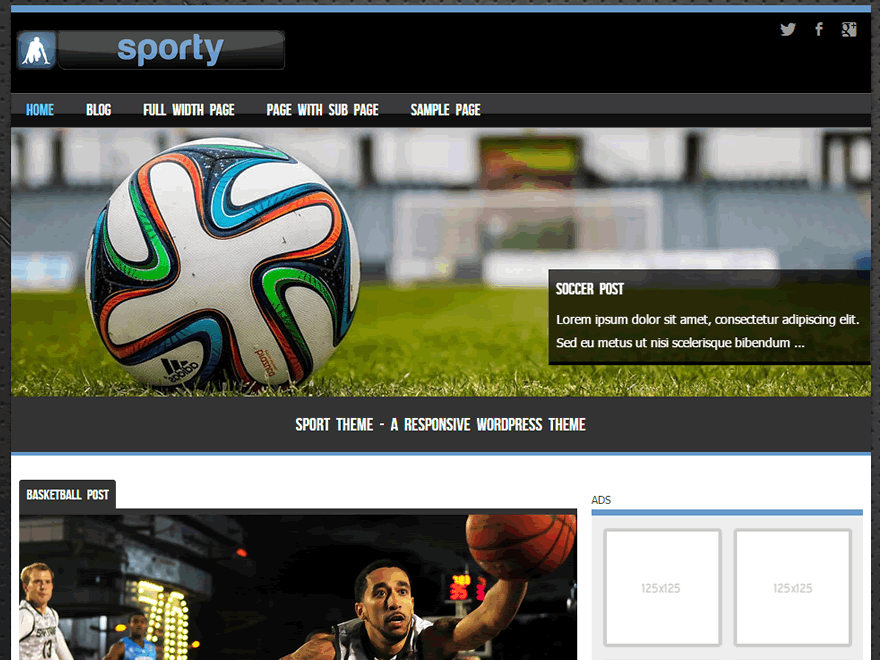 sporty
HOME BLOG FULL WIDTH PAGE PAGE WITH SUB PAGE SAMPLE PAGE
adidas
SOCCER POST
Lorem ipsum dolor sit amet, consectetur adipiscing elit.
Sed eu metus ut nisi scelerisque bibendum ...
SPORT THEME - A RESPONSIVE WORDPRESS THEME
BASKETBALL POST
ADS
125x125 125x125
13